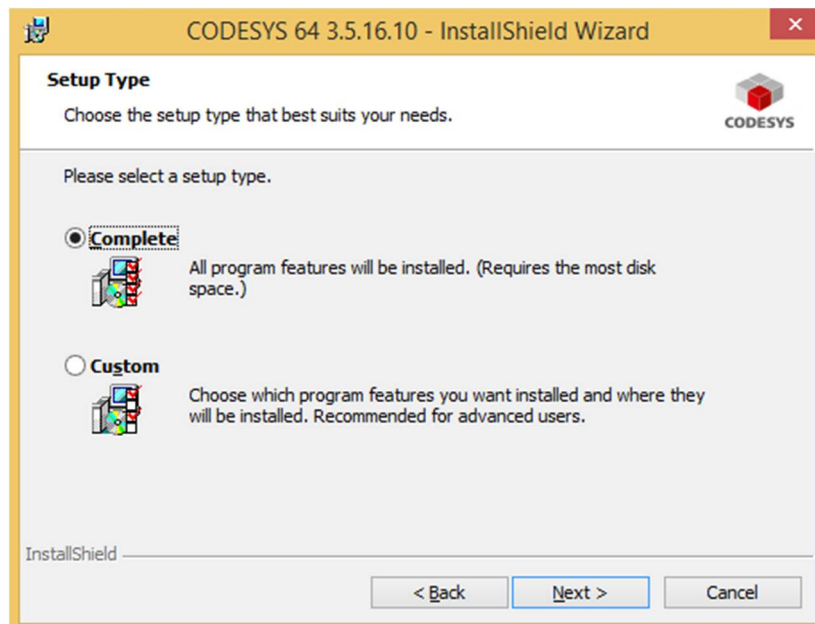 CODESYS 64 3.5.16.10 - InstallShield Wizard
Setup Type
Choose the setup type that best suits your needs.
CODESYS
Please select a setup type.
Complete
All program features will be installed. (Requires the most disk
space.)
Custom
Choose which program features you want installed and where they
will be installed. Recommended for advanced users.
InstallShield
< Back
Next >
Cancel